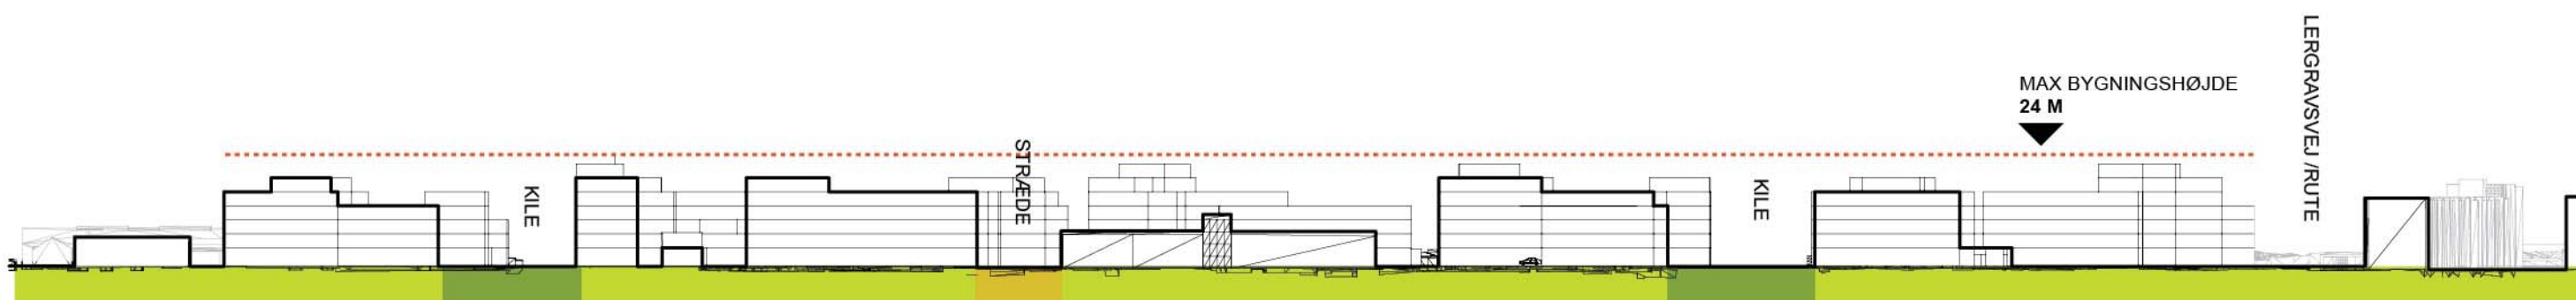 KILE
STRÆDE
KILE
MAX BYGNINGSHØJDE
24 M
LERGRAVSVEJ /RUTE